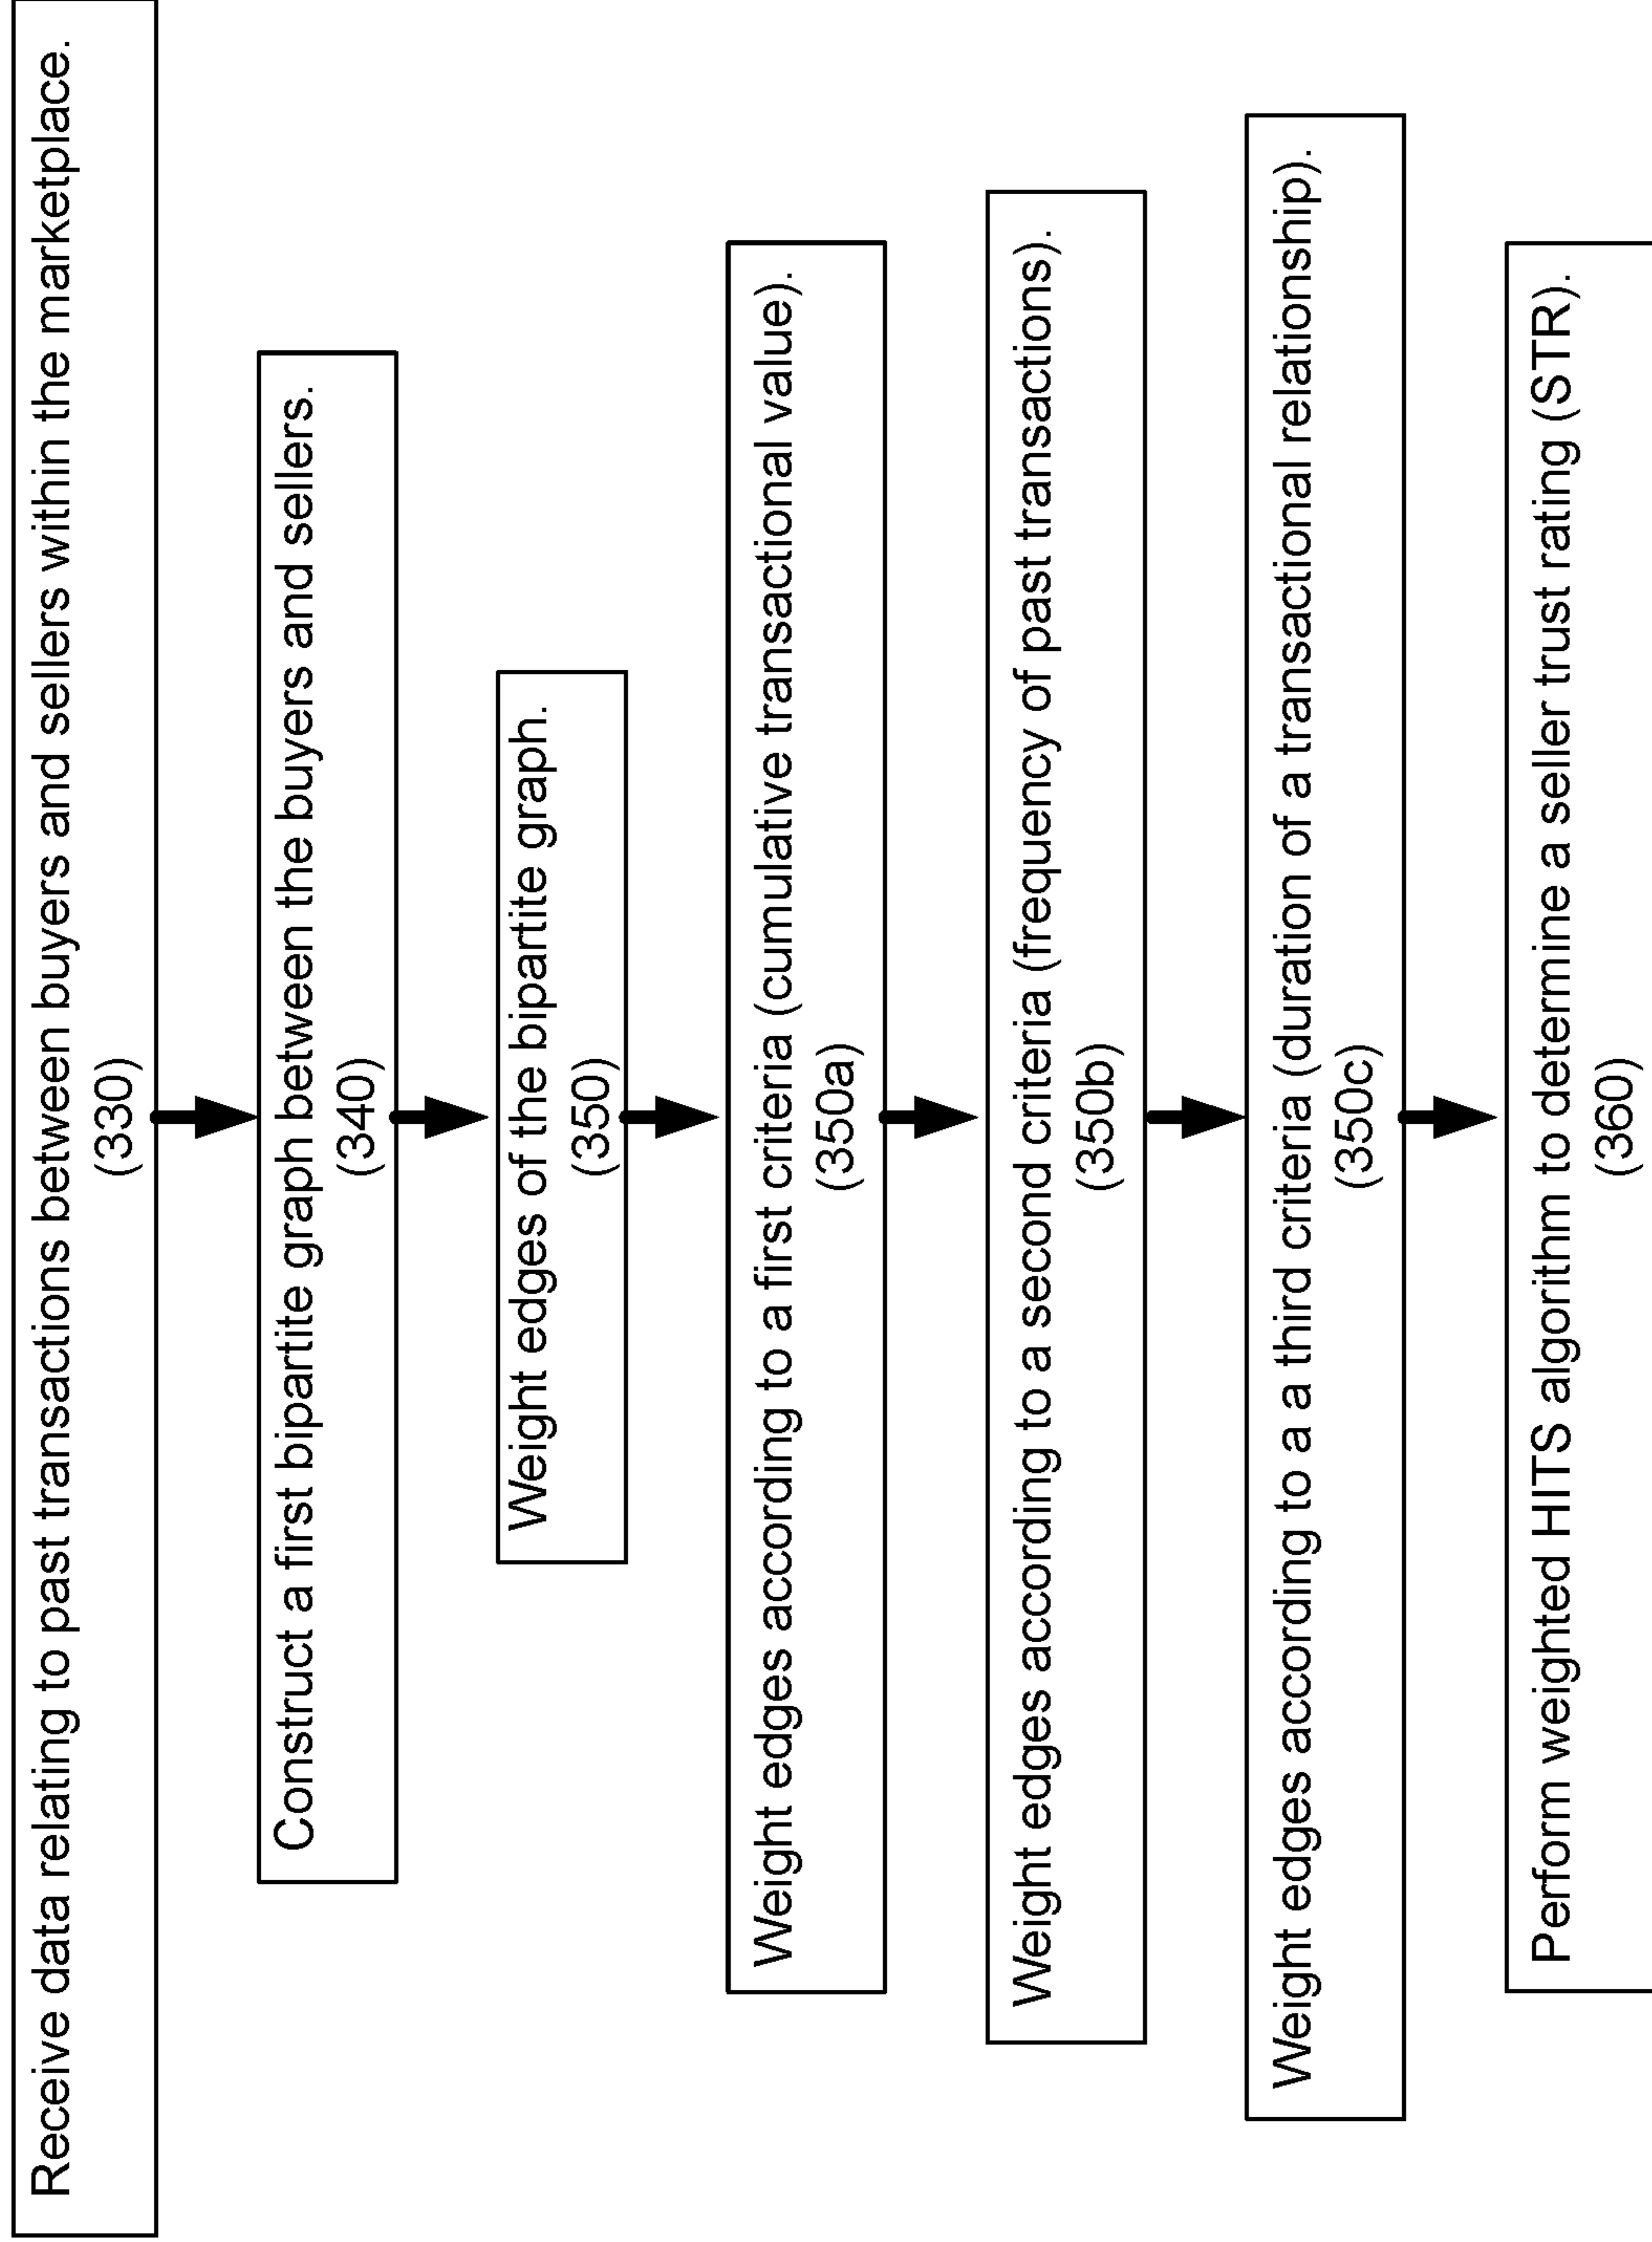 Receive data relating to past transactions between buyers and sellers within the marketplace.
(330)
Construct a first bipartite graph between the buyers and sellers.
(340)
Weight edges of the bipartite graph.
(350)
Weight edges according to a first criteria (cumulative transactional value).
(350a)
Weight edges according to a second criteria (frequency of past transactions).
(350b)
Weight edges according to a a third criteria (duration of a transactional relationship).
(350c)
Perform weighted HITS algorithm to determine a seller trust rating (STR).
(360)